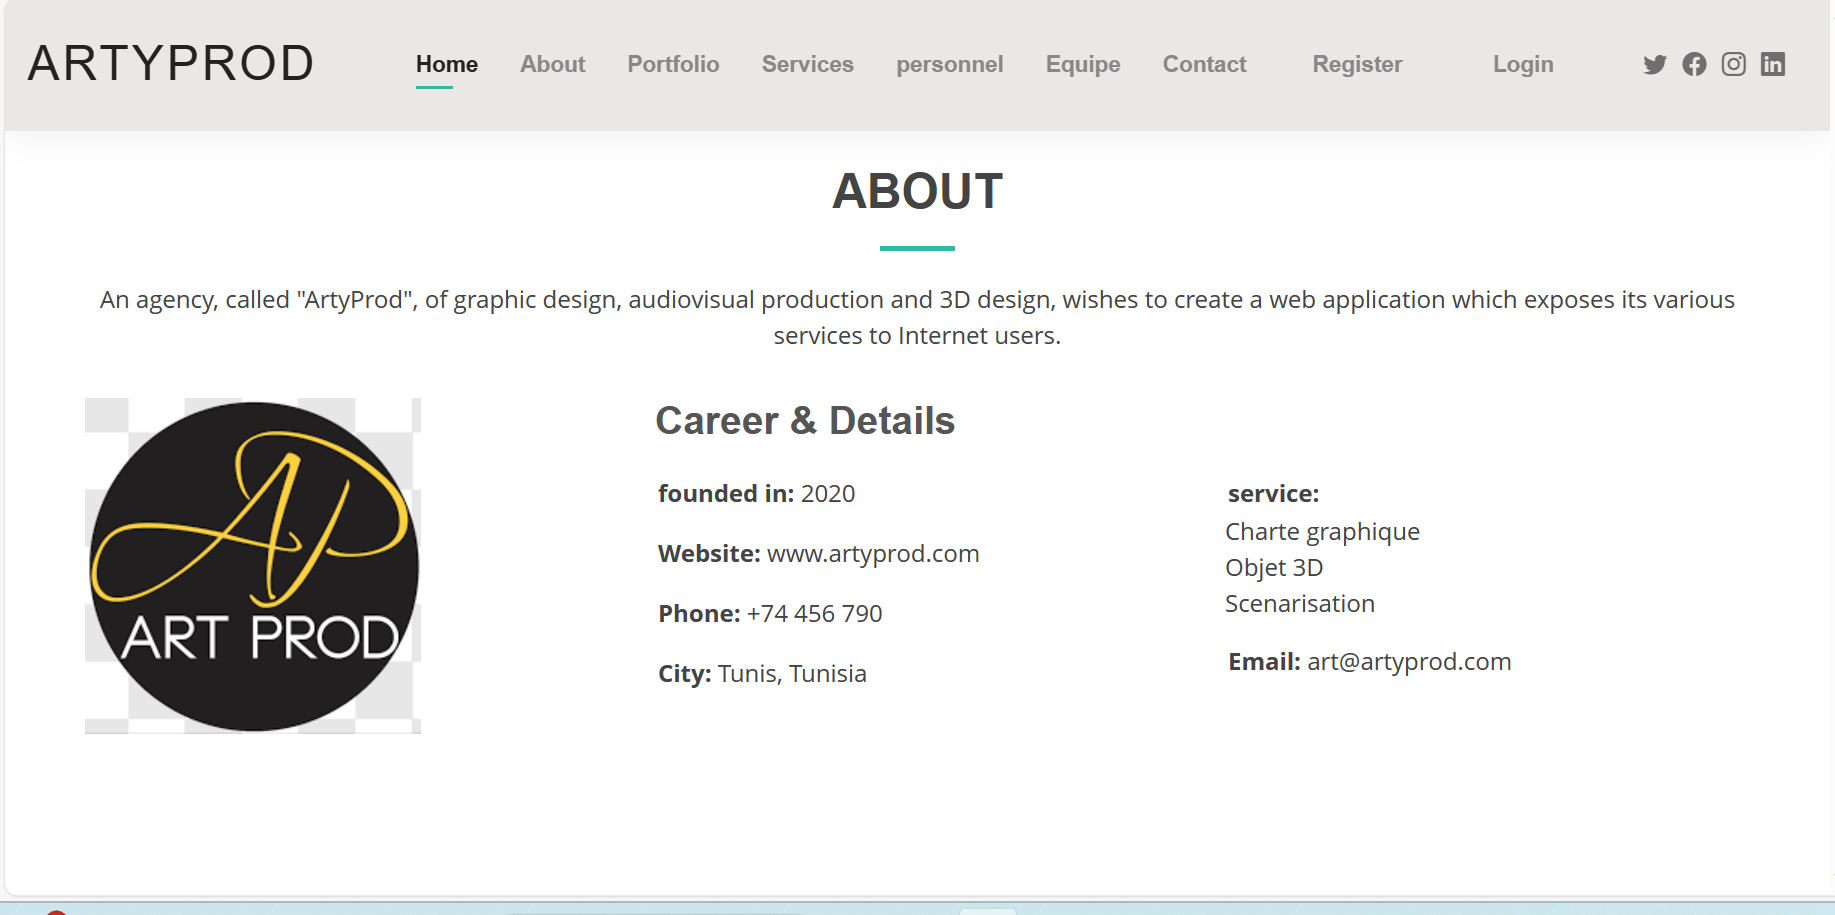 ARTYPROD
Home About Portfolio Services personnel Equipe Contact Register Login
ABOUT
An agency, called "ArtyProd", of graphic design, audiovisual production and 3D design, wishes to create a web application which exposes its various
services to Internet users.
AP
ART PROD
Career & Details
founded in: 2020
Website: www.artyprod.com
Phone: +74 456 790
City: Tunis, Tunisia
service:
Charte graphique
Objet 3D
Scenarisation
Email: art@artyprod.com